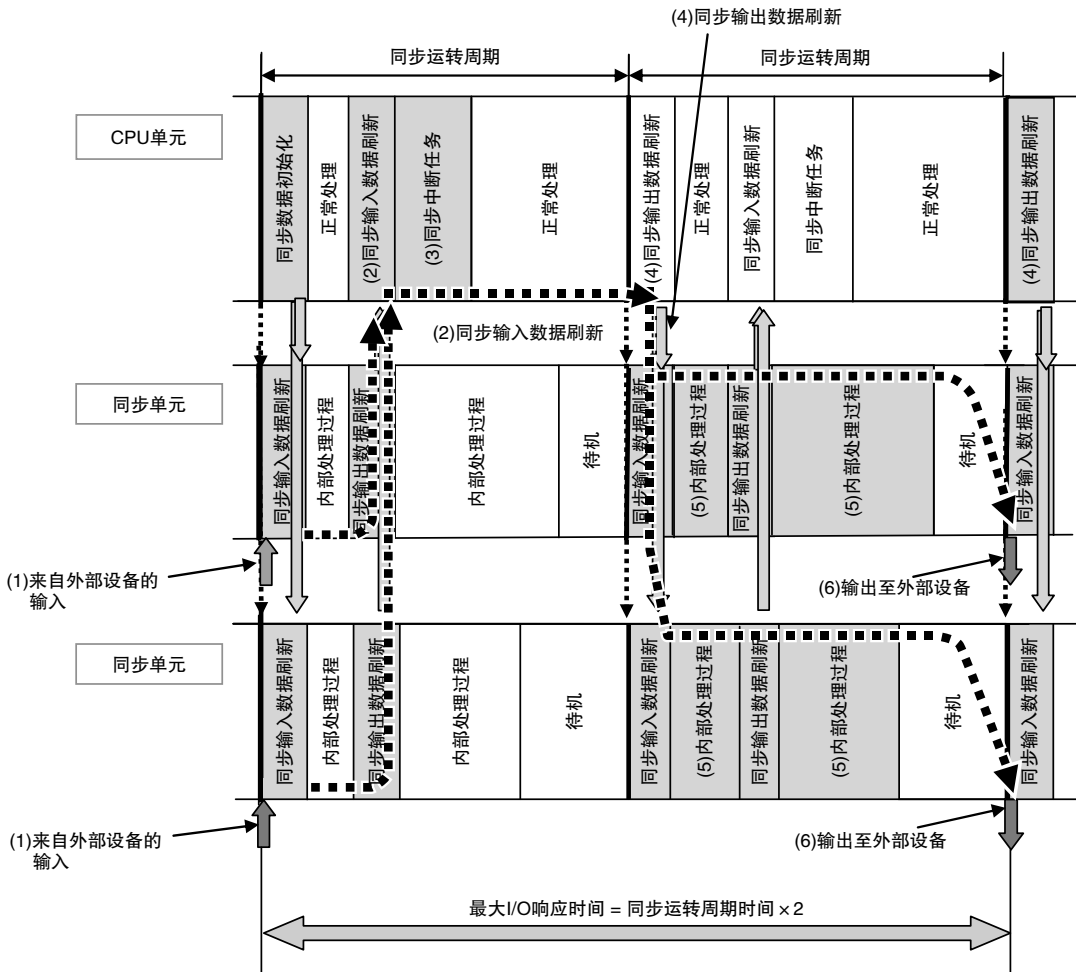 (4)同步输出数据刷新
同步运转周期
同步运转周期
CPU单元
同步数据初始化
正常处理
(2)同步输入数据刷新
(3)同步中断任务
正常处理
(4)同步输出数据刷新
正常处理
同步输入数据刷新
同步中断任务
正常处理
(4)同步输出数据刷新
(2)同步输入数据刷新
同步单元
同步输入数据刷新
内部处理过程
同步输出数据刷新
内部处理过程
待机
同步输入数据刷新
(5)内部处理过程
同步输出数据刷新
(5)内部处理过程
待机
同步输入数据刷新
(1)来自外部设备的
输入
(6)输出至外部设备
同步单元
同步输入数据刷新
内部处理过程
同步输出数据刷新
内部处理过程
待机
同步输入数据刷新
(5)内部处理过程
同步输出数据刷新
(5)内部处理过程
待机
同步输入数据刷新
(1)来自外部设备的
输入
(6)输出至外部设备
最大I/O响应时间 = 同步运转周期时间 × 2